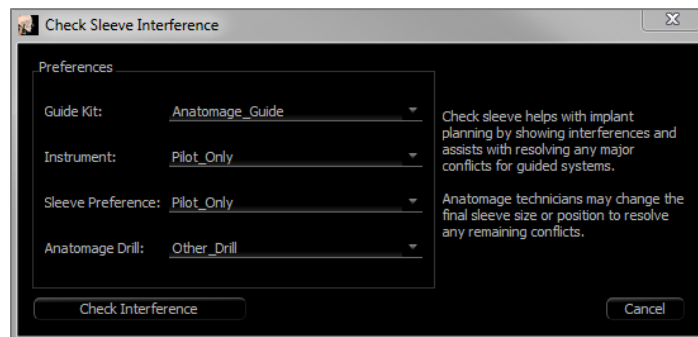 Check Sleeve Interference
Preferences
Guide Kit: Anatomage_Guide
Instrument: Pilot_Only
Sleeve Preference: Pilot_Only
Anatomage Drill: Other_Drill
Check sleeve helps with implant
planning by showing interferences and
assists with resolving any major
conflicts for guided systems.
Anatomage technicians may change the
final sleeve size or position to resolve
any remaining conflicts.
Check Interference
Cancel